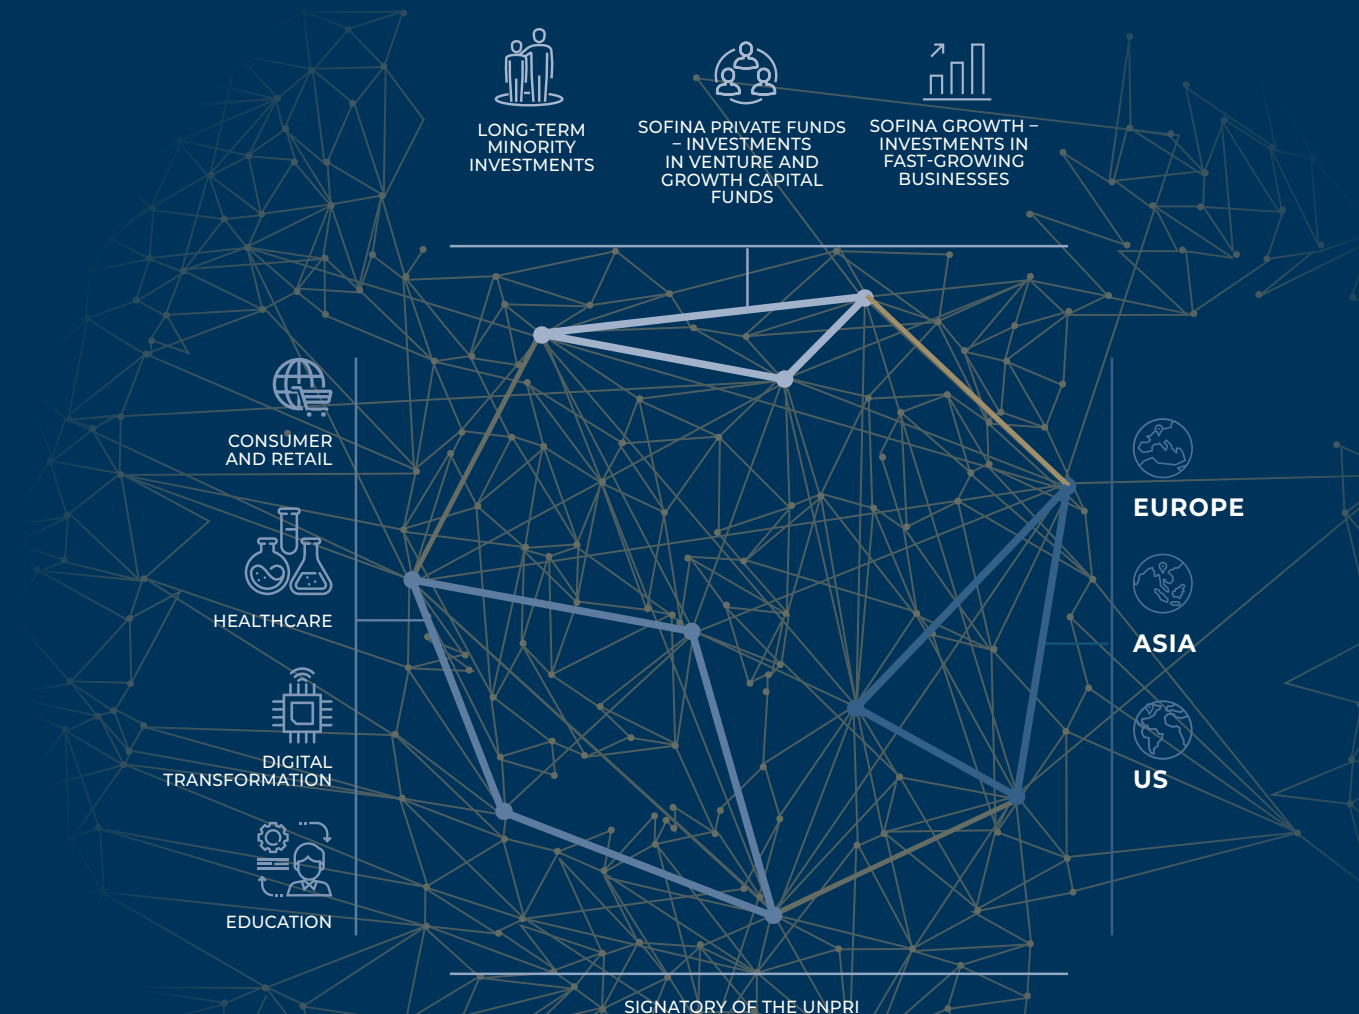 LONG-TERM
MINORITY
INVESTMENTS
SOFINA PRIVATE FUNDS
– INVESTMENTS
IN VENTURE AND
GROWTH CAPITAL
FUNDS
SOFINA GROWTH –
INVESTMENTS IN
FAST-GROWING
BUSINESSES
CONSUMER
AND RETAIL
HEALTHCARE
DIGITAL
TRANSFORMATION
EDUCATION
EUROPE
ASIA
US
SIGNATORY OF THE UNPRI